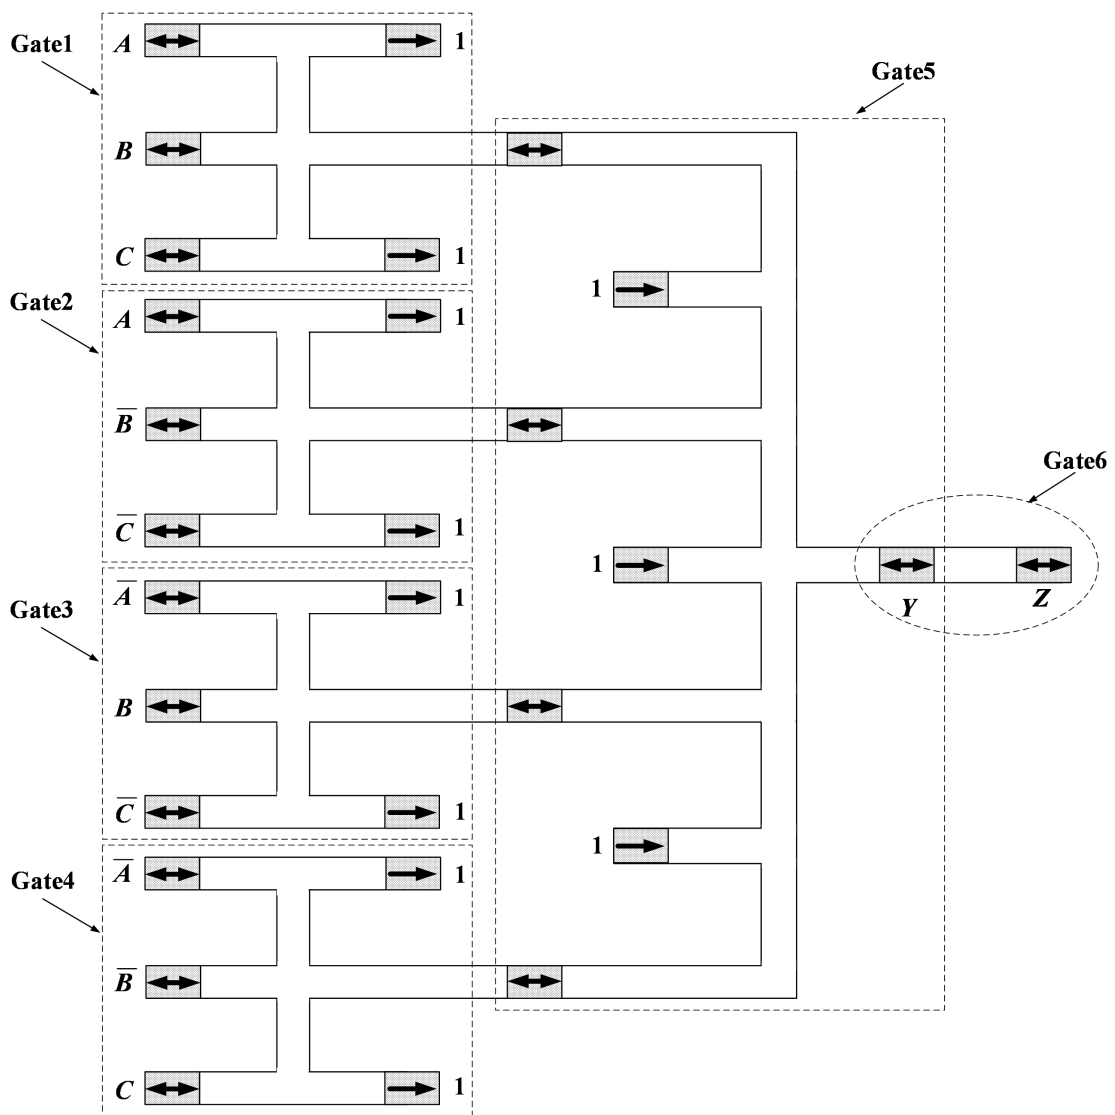 Gate1
A 1
B
C 1
Gate5
Gate2
A 1
B̅
C̅ 1
1
1
1
Gate6
Y Z
Gate3
A̅ 1
B
C̅ 1
Gate4
A̅ 1
B̅
C 1